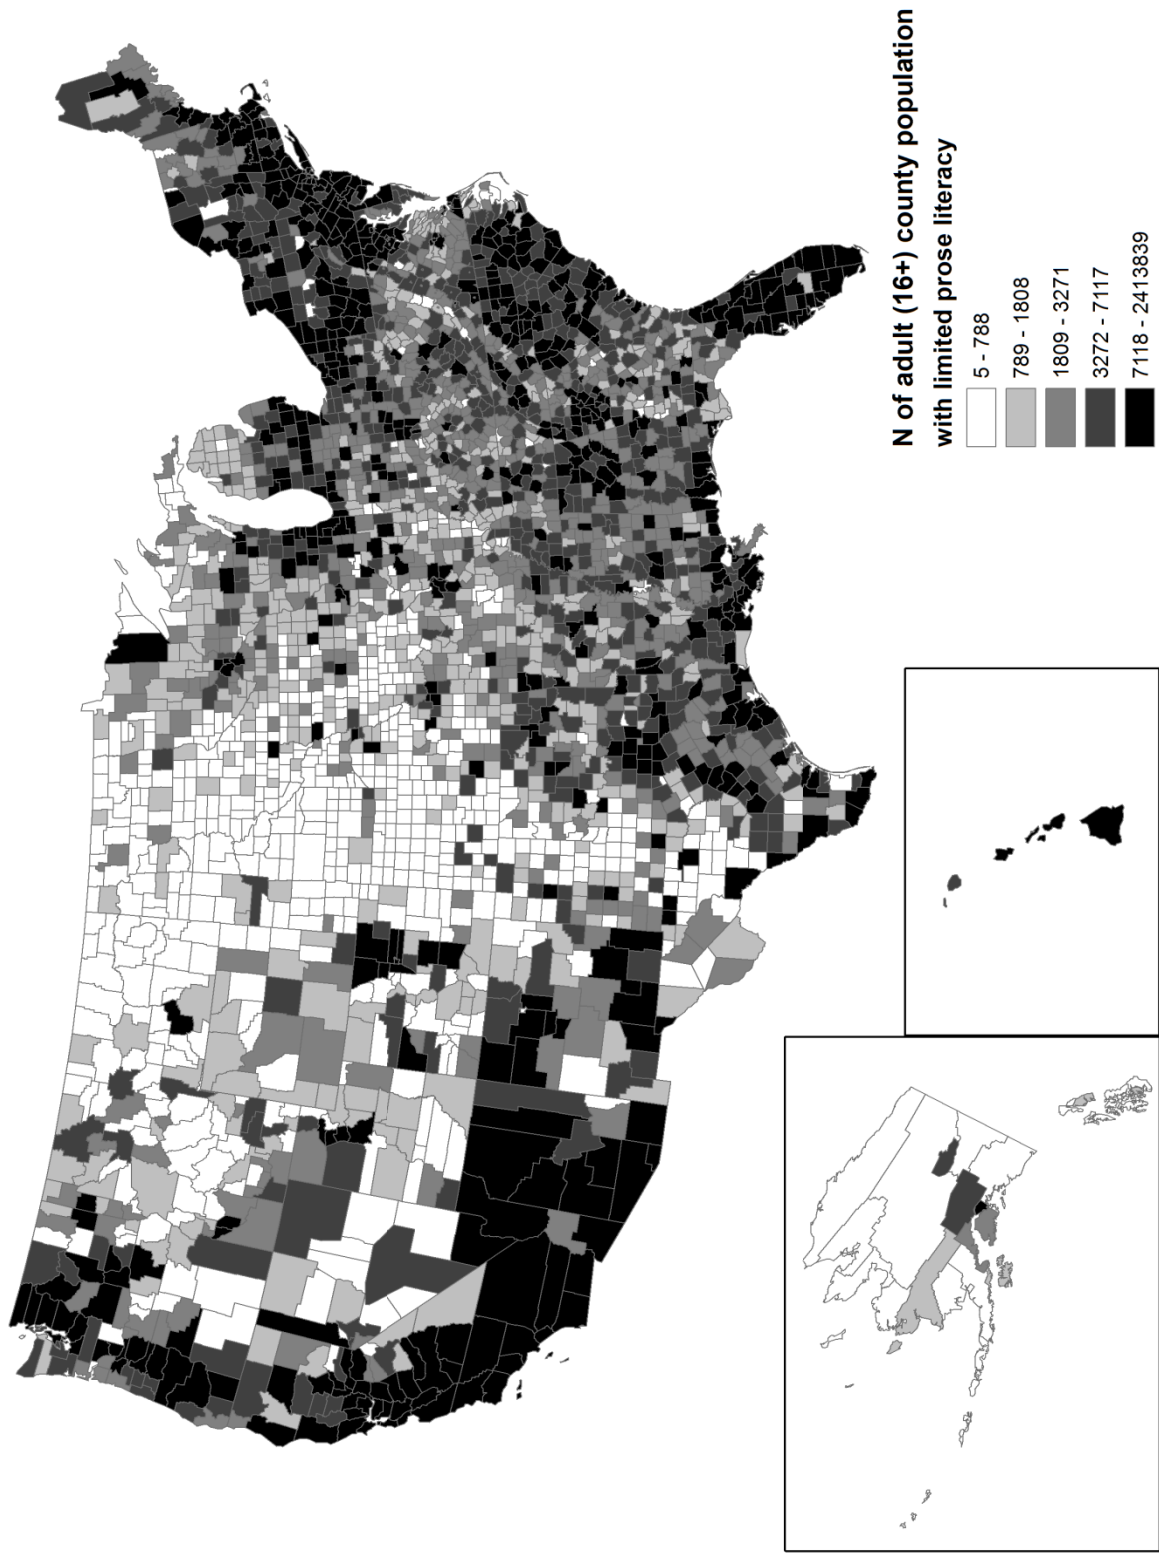 N of adult (16+) county population
with limited prose literacy
5 - 788
789 - 1808
1809 - 3271
3272 - 7117
7118 - 2413839